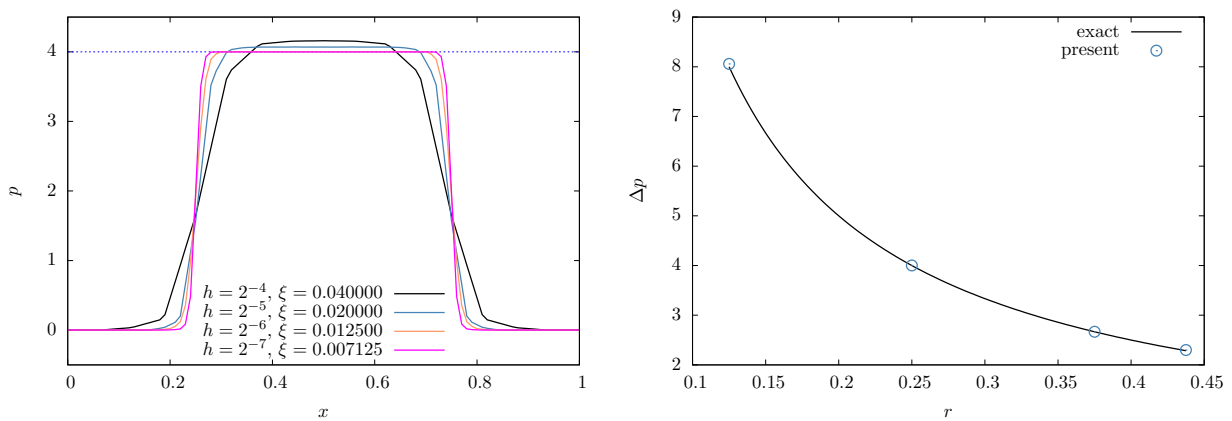 4
3
2
1
0
p
h = 2⁻⁴, ξ = 0.040000
h = 2⁻⁵, ξ = 0.020000
h = 2⁻⁶, ξ = 0.012500
h = 2⁻⁷, ξ = 0.007125
0 0.2 0.4 0.6 0.8 1
x
9
8
7
6
5
4
3
2
Δp
exact
present
0.1 0.15 0.2 0.25 0.3 0.35 0.4 0.45
r